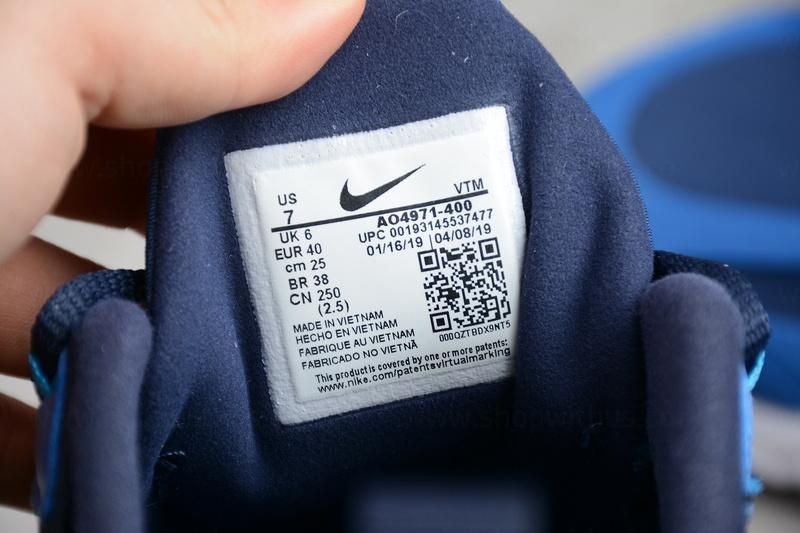 US
7
VTM
AO4971-400
UPC 00193145537477
01/16/19 | 04/08/19
UK 6
EUR 40
cm 25
BR 38
CN 250
(2.5)
000QZTBDX9NT5
MADE IN VIETNAM
HECHO EN VIETNAM
FABRIQUE AU VIETNAM
FABRICADO NO VIETNÃ
This product is covered by one or more patents:
www.nike.com/patentsvirtualmarking